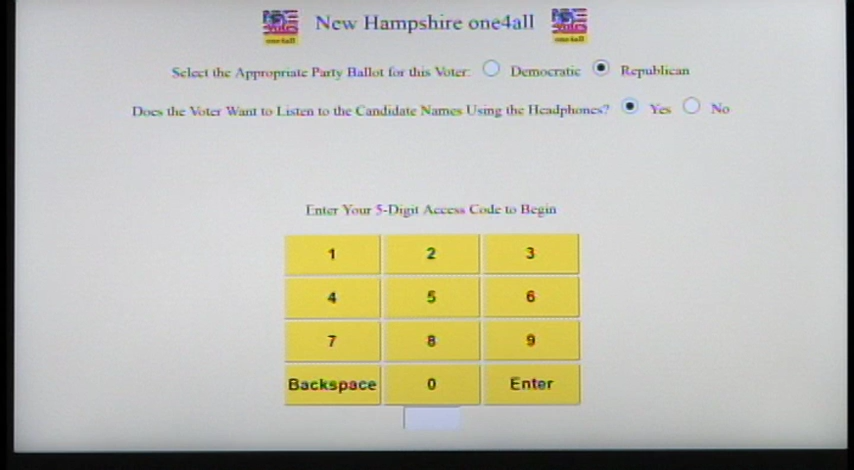 New Hampshire one4all
Select the Appropriate Party Ballot for this Voter: Democratic Republican
Does the Voter Want to Listen to the Candidate Names Using the Headphones? Yes No
Enter Your 5-Digit Access Code to Begin
1 2 3
4 5 6
7 8 9
Backspace 0 Enter